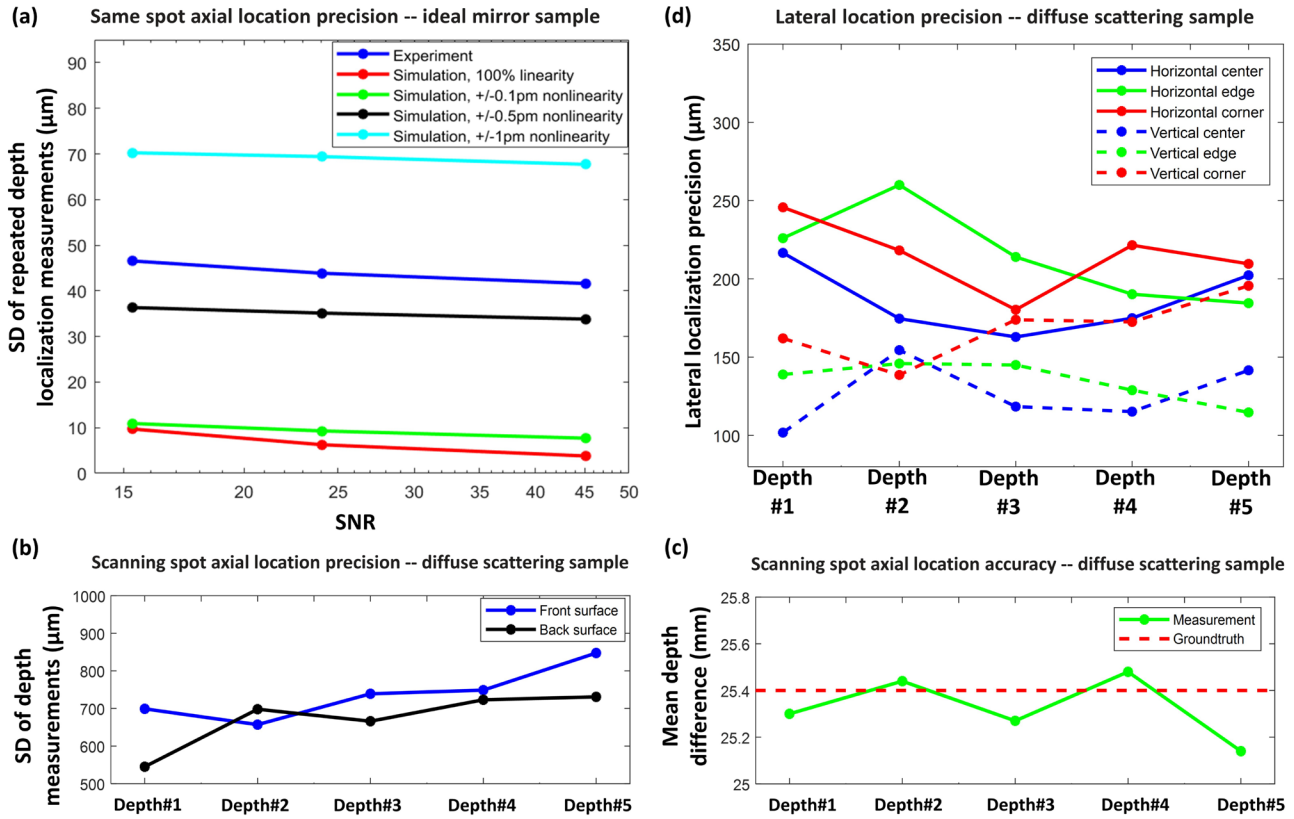 (a)
Same spot axial location precision -- ideal mirror sample
SD of repeated depth
localization measurements (μm)
90
80
70
60
50
40
30
20
10
0
Experiment
Simulation, 100% linearity
Simulation, +/-0.1pm nonlinearity
Simulation, +/-0.5pm nonlinearity
Simulation, +/-1pm nonlinearity
15
20
25
30
35
40
45
50
SNR
(d)
Lateral location precision -- diffuse scattering sample
Lateral localization precision (μm)
350
300
250
200
150
100
Horizontal center
Horizontal edge
Horizontal corner
Vertical center
Vertical edge
Vertical corner
Depth
#1
Depth
#2
Depth
#3
Depth
#4
Depth
#5
(b)
Scanning spot axial location precision -- diffuse scattering sample
SD of depth
measurements (μm)
1000
900
800
700
600
500
Front surface
Back surface
Depth#1
Depth#2
Depth#3
Depth#4
Depth#5
(c)
Scanning spot axial location accuracy -- diffuse scattering sample
Mean depth
difference (mm)
25.8
25.6
25.4
25.2
25
Measurement
Groundtruth
Depth#1
Depth#2
Depth#3
Depth#4
Depth#5